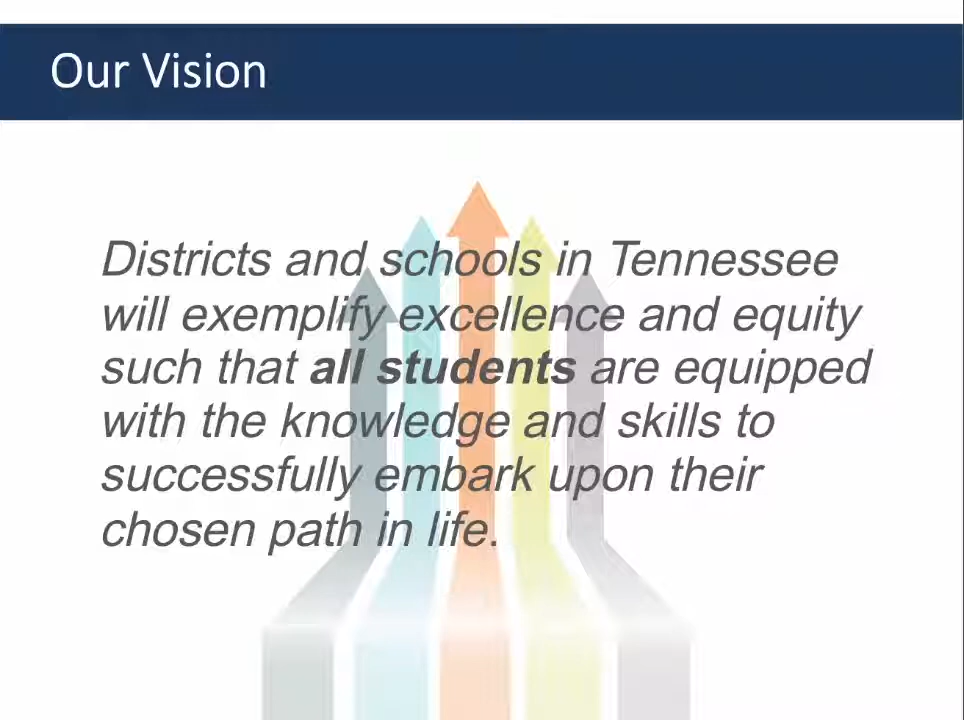 Our Vision
Districts and schools in Tennessee
will exemplify excellence and equity
such that all students are equipped
with the knowledge and skills to
successfully embark upon their
chosen path in life.